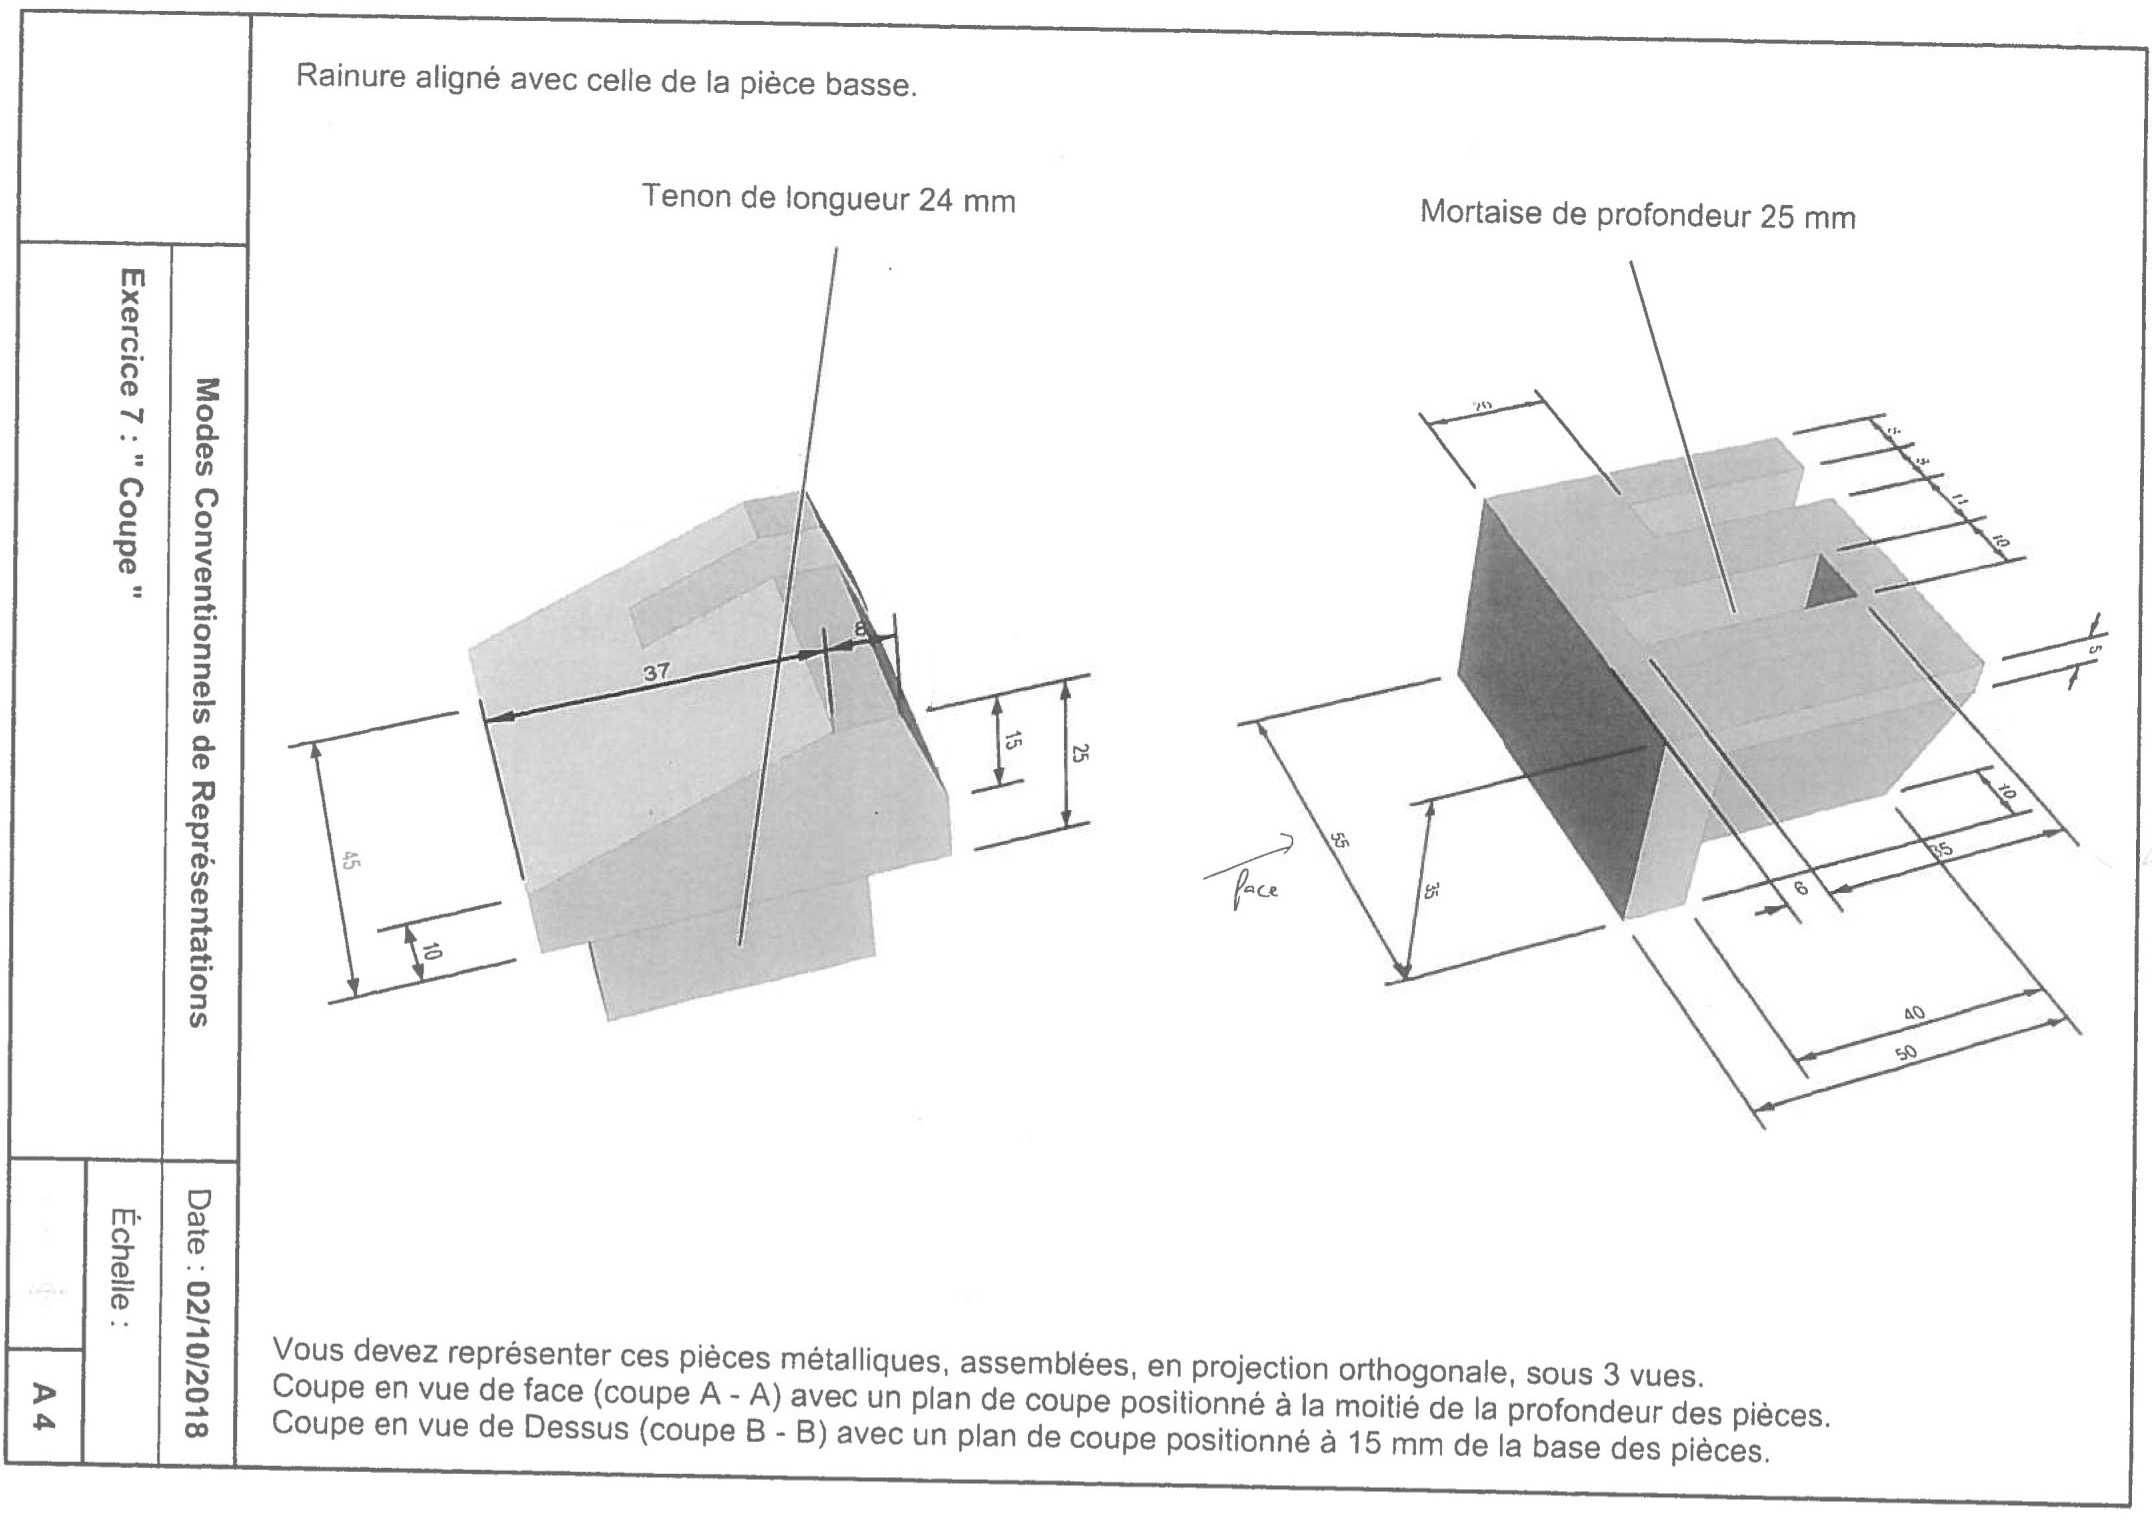 Rainure aligné avec celle de la pièce basse.
Tenon de longueur 24 mm
Mortaise de profondeur 25 mm
20
11
10
5
8
37
15
25
45
10
55
35
face
10
35
6
40
50
Vous devez représenter ces pièces métalliques, assemblées, en projection orthogonale, sous 3 vues.
Coupe en vue de face (coupe A - A) avec un plan de coupe positionné à la moitié de la profondeur des pièces.
Coupe en vue de Dessus (coupe B - B) avec un plan de coupe positionné à 15 mm de la base des pièces.
Modes Conventionnels de Représentations
Exercice 7 : " Coupe "
Date : 02/10/2018
Échelle :
A 4